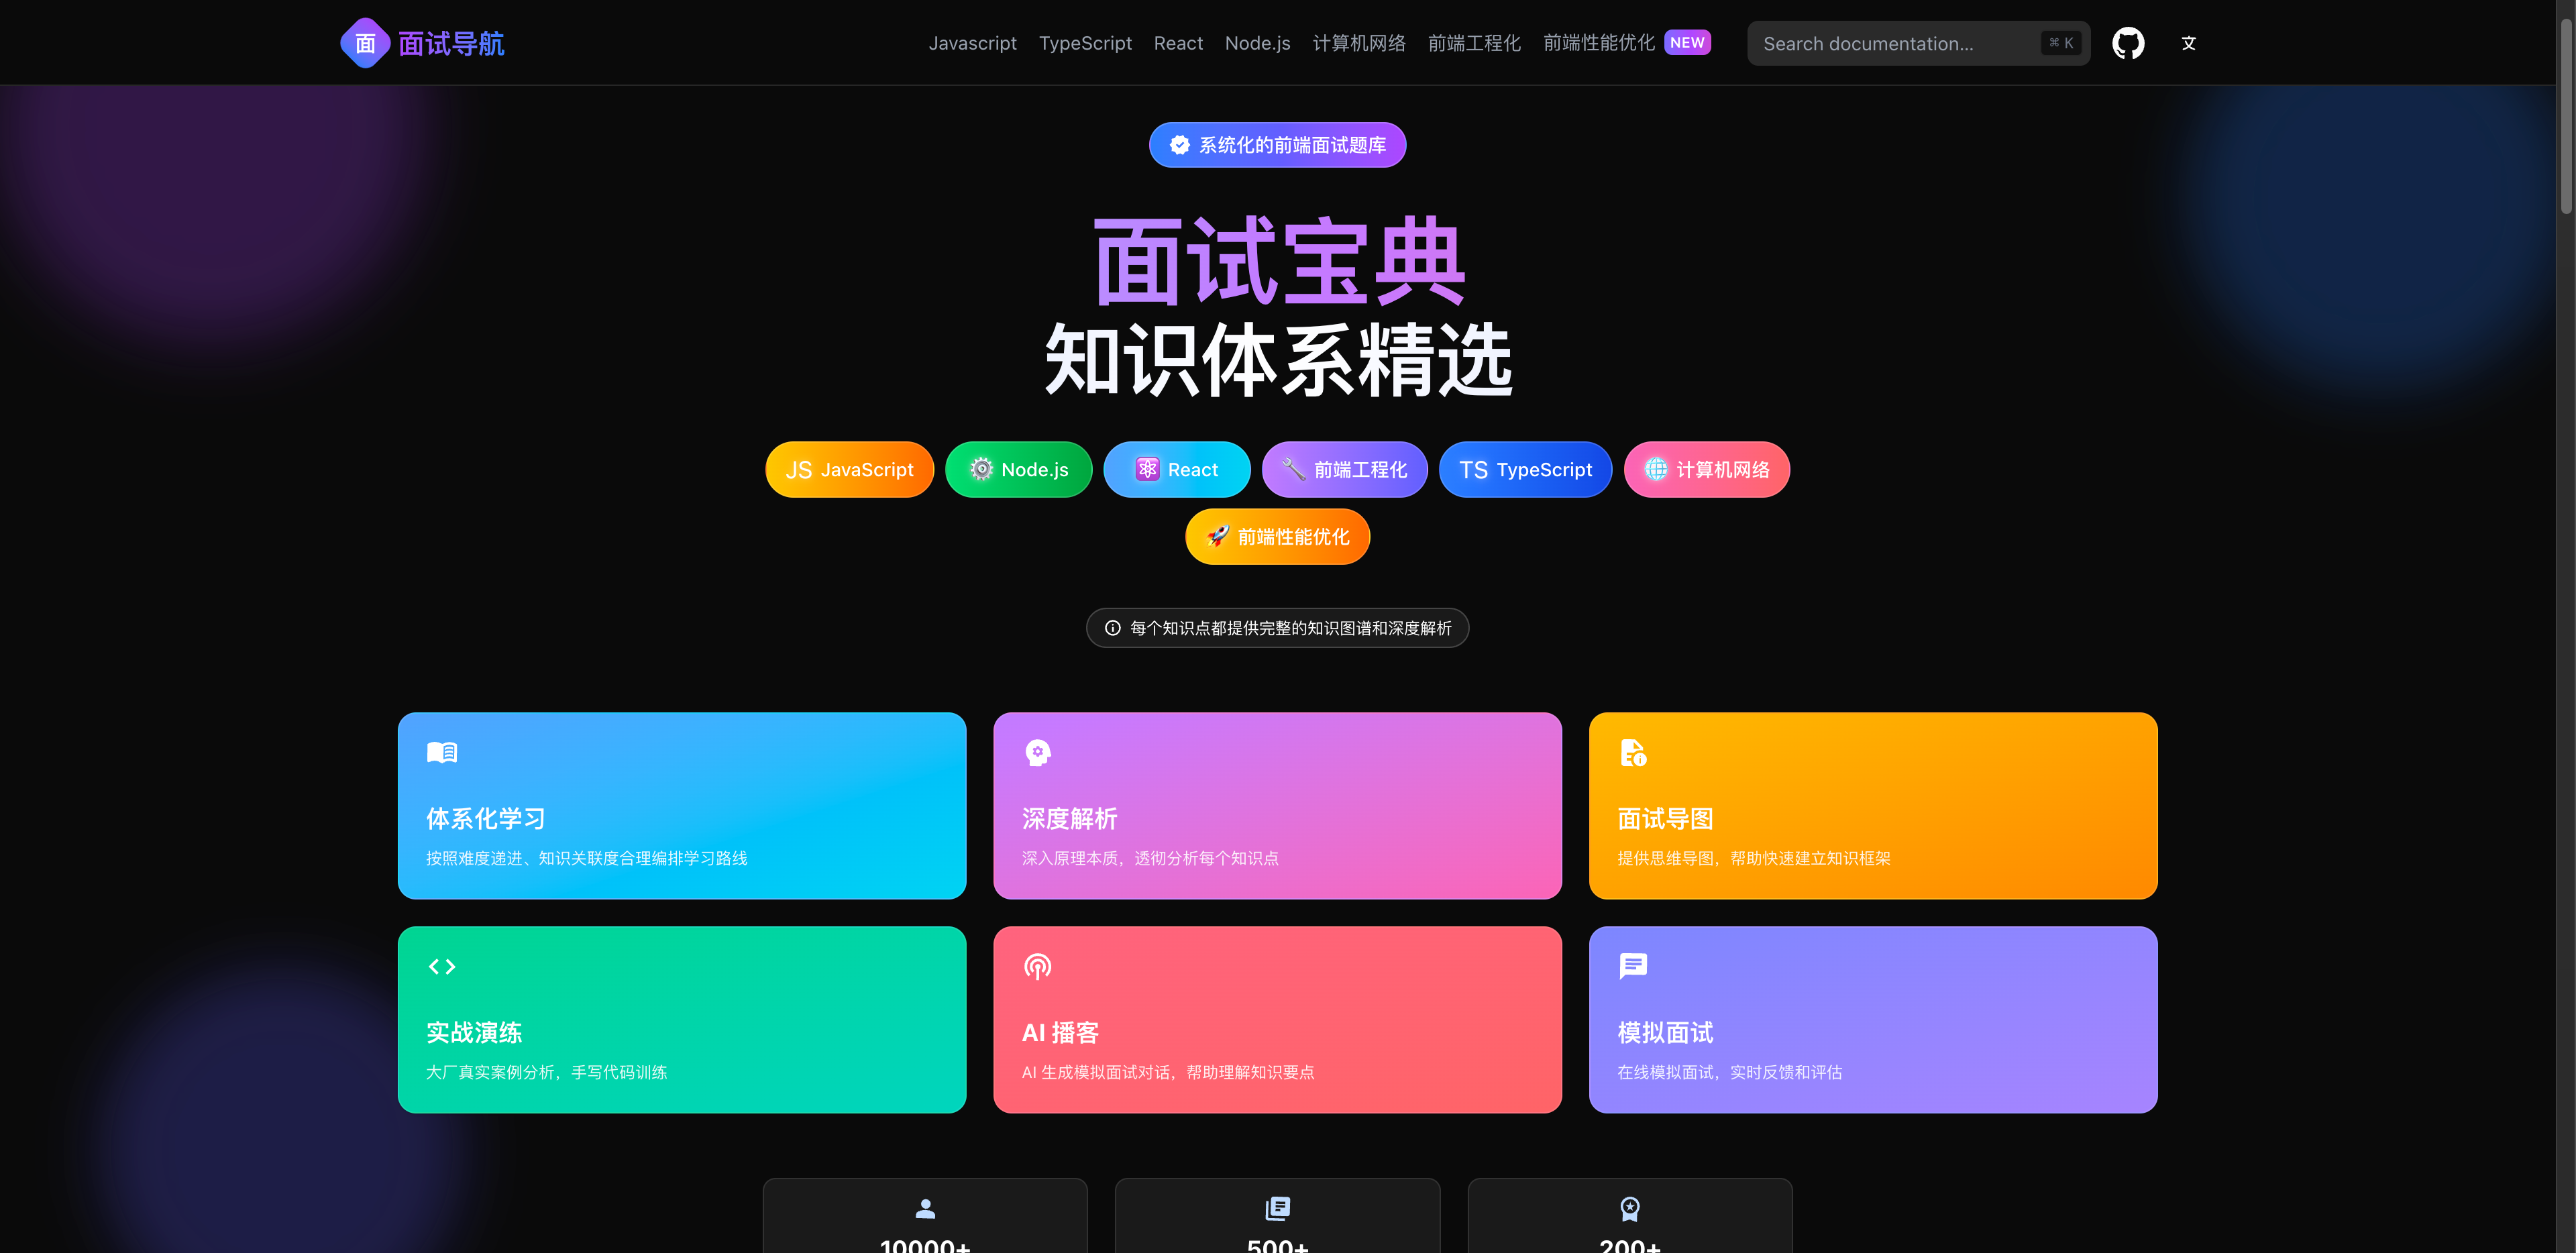 面 面试导航
Javascript TypeScript React Node.js 计算机网络 前端工程化 前端性能优化 NEW Search documentation... ⌘ K 文
系统化的前端面试题库
面试宝典
知识体系精选
JS JavaScript Node.js React 前端工程化 TS TypeScript 计算机网络
前端性能优化
每个知识点都提供完整的知识图谱和深度解析
体系化学习
按照难度递进、知识关联度合理编排学习路线
深度解析
深入原理本质，透彻分析每个知识点
面试导图
提供思维导图，帮助快速建立知识框架
实战演练
大厂真实案例分析，手写代码训练
AI 播客
AI 生成模拟面试对话，帮助理解知识要点
模拟面试
在线模拟面试，实时反馈和评估
10000+ 500+ 200+